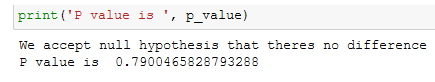 print('P value is ', p_value)
We accept null hypothesis that theres no difference
P value is  0.7900465828793288